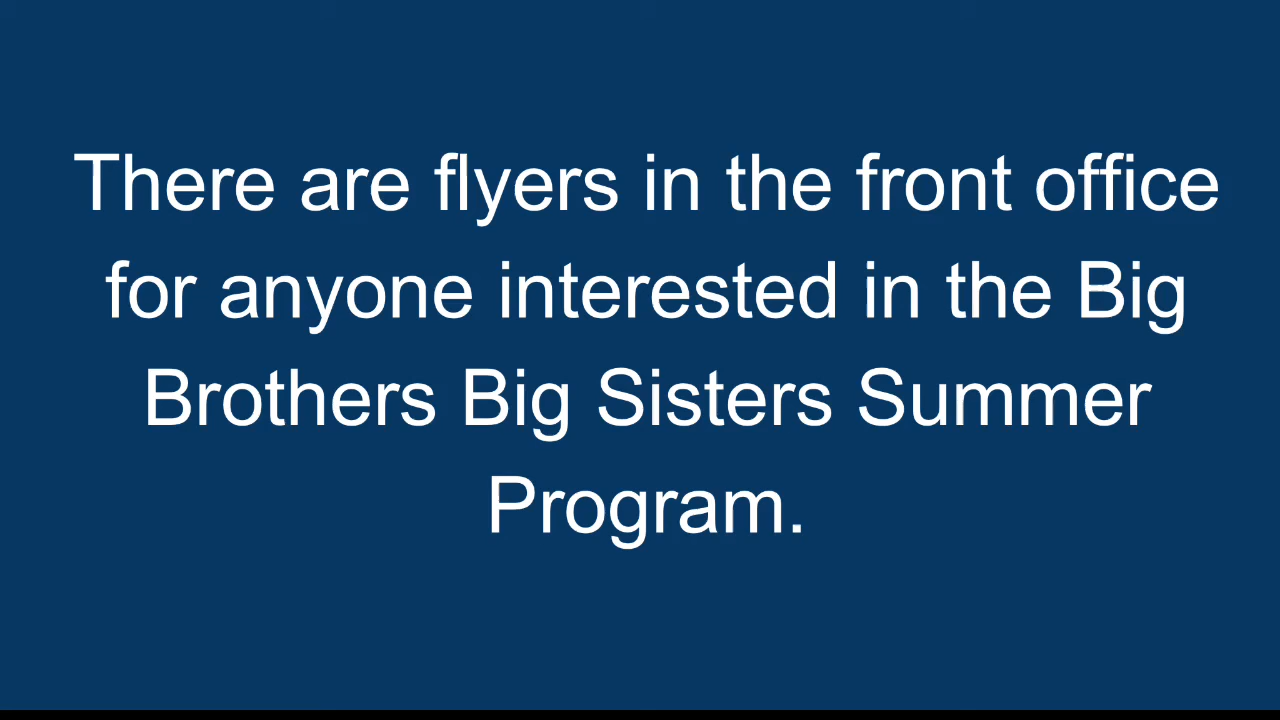 There are flyers in the front office
for anyone interested in the Big
Brothers Big Sisters Summer
Program.